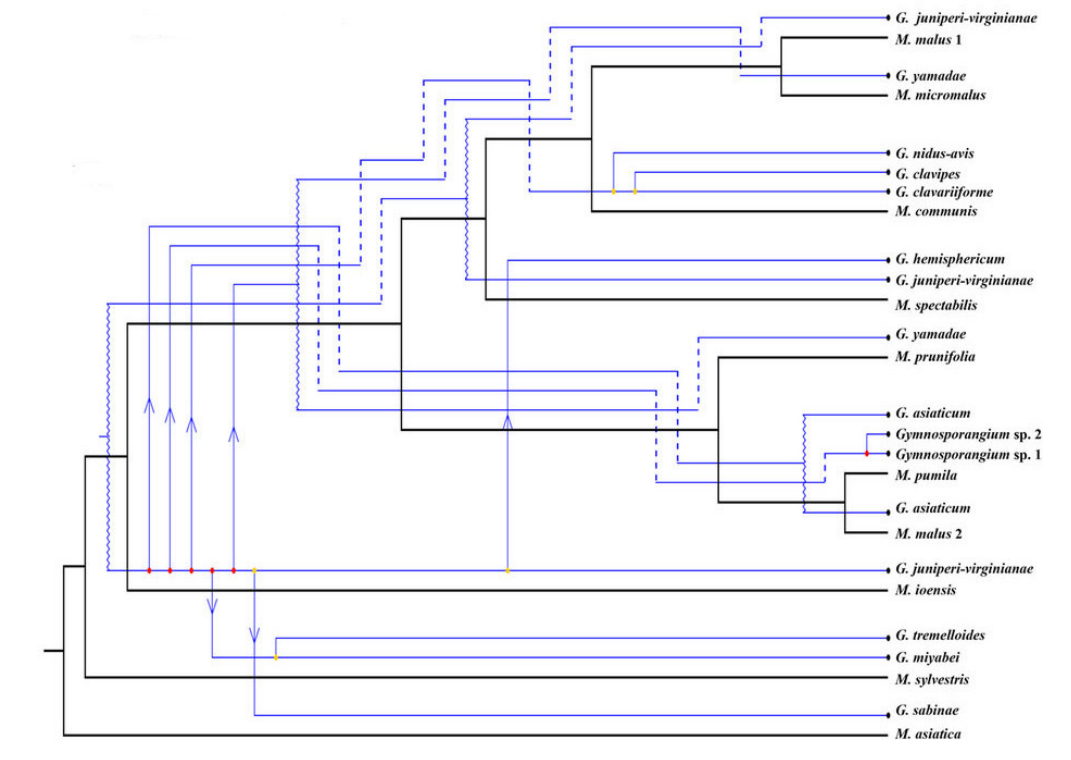 G. juniperi-virginianae
M. malus 1
G. yamadae
M. micromalus
G. nidus-avis
G. clavipes
G. clavariiforme
M. communis
G. hemisphericum
G. juniperi-virginianae
M. spectabilis
G. yamadae
M. prunifolia
G. asiaticum
Gymnosporangium sp. 2
Gymnosporangium sp. 1
M. pumila
G. asiaticum
M. malus 2
G. juniperi-virginianae
M. ioensis
G. tremelloides
G. miyabei
M. sylvestris
G. sabinae
M. asiatica